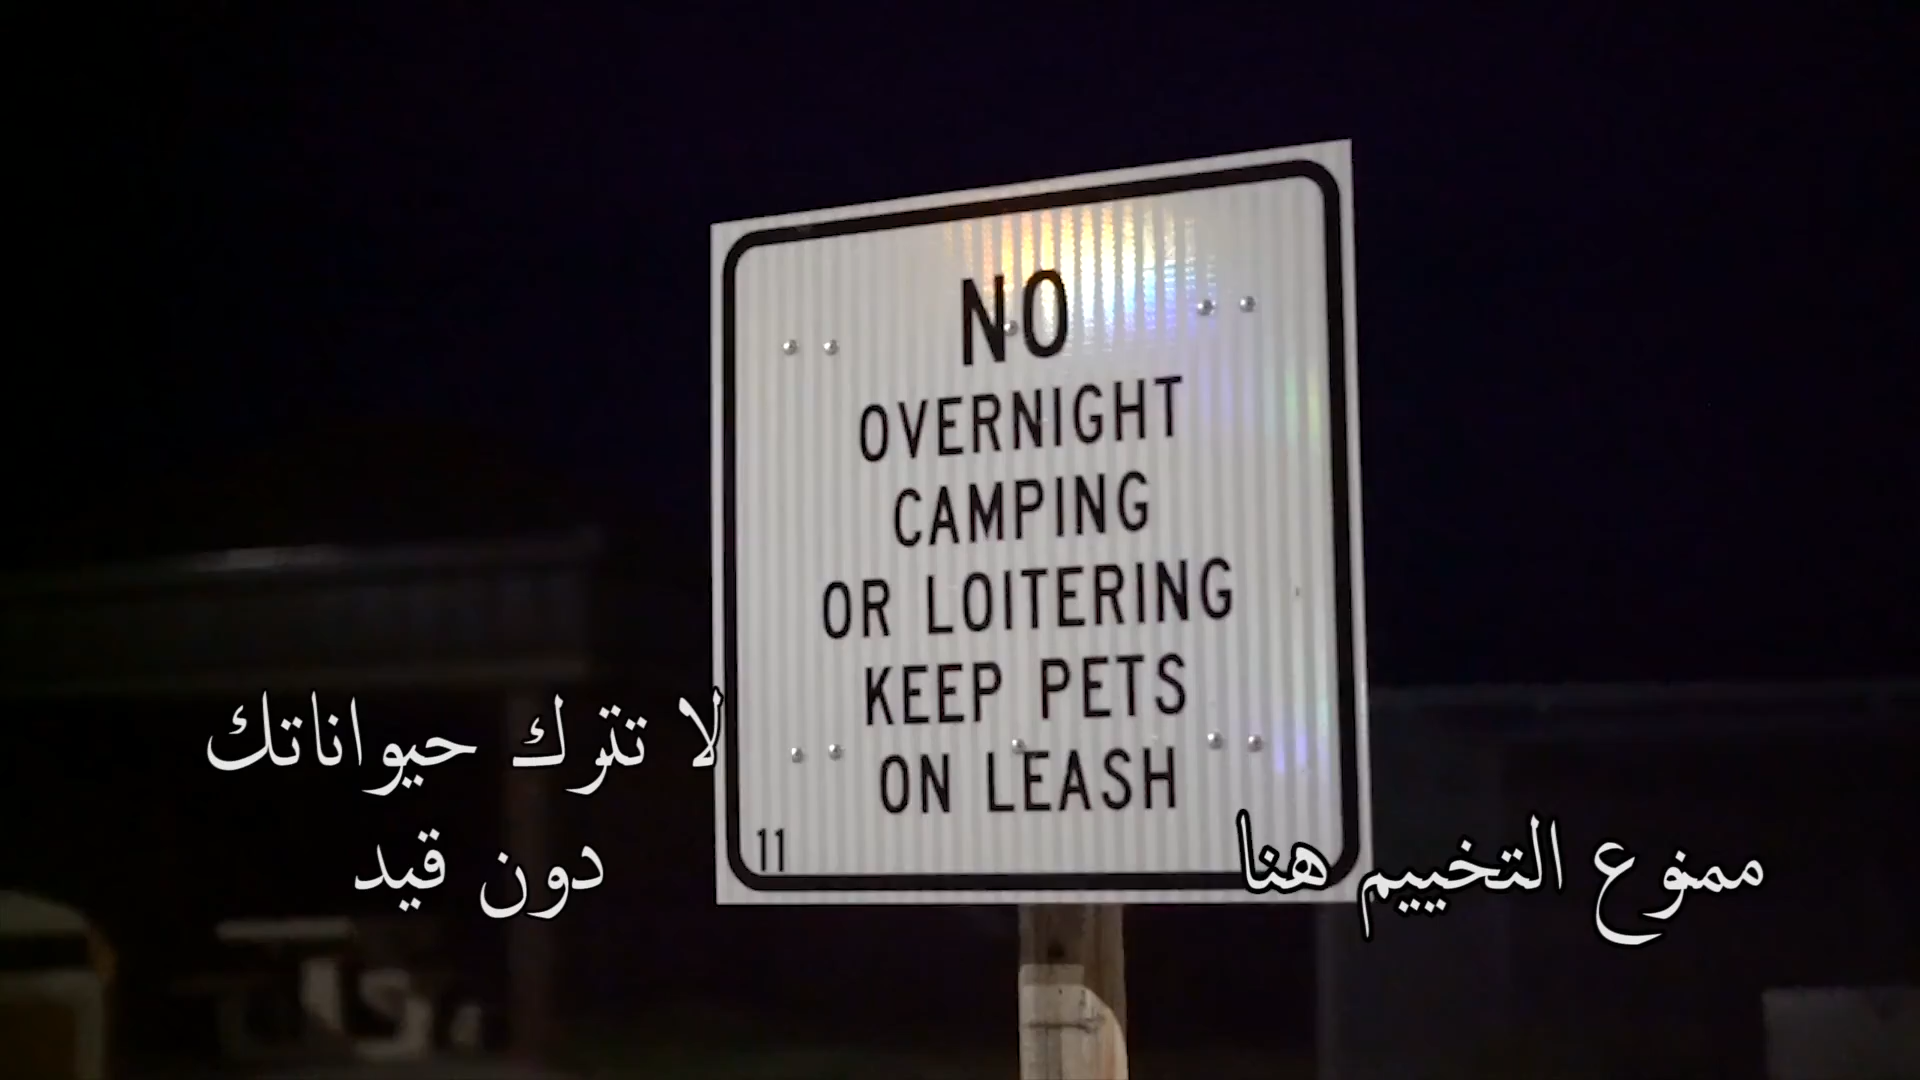 NO
OVERNIGHT
CAMPING
OR LOITERING
KEEP PETS
ON LEASH
11
ممنوع التخييم هنا
لا تترك حيواناتك
دون قيد